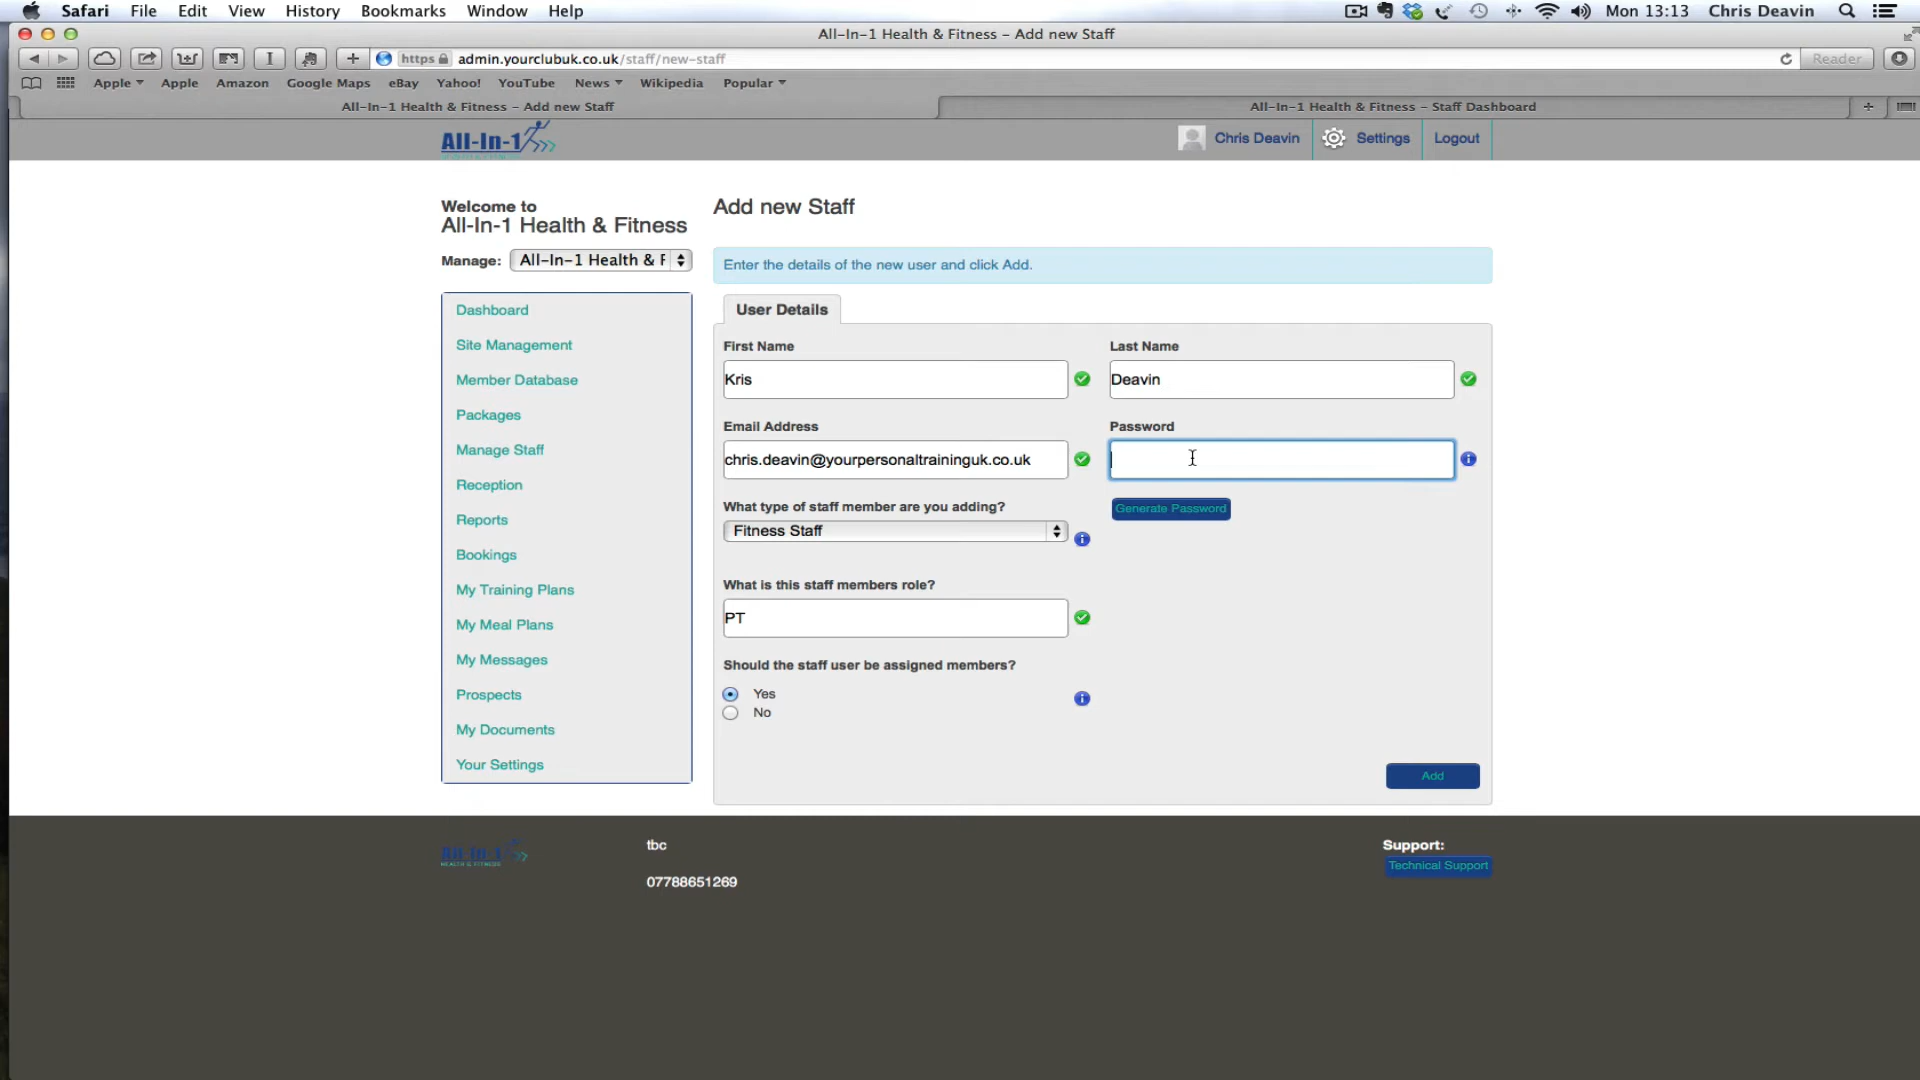 Safari File Edit View History Bookmarks Window Help Mon 13:13 Chris Deavin
All-In-1 Health & Fitness – Add new Staff
https admin.yourclubuk.co.uk/staff/new-staff Reader
Apple Apple Amazon Google Maps eBay Yahoo! YouTube News Wikipedia Popular
All-In-1 Health & Fitness – Add new Staff All-In-1 Health & Fitness – Staff Dashboard
All-In-1 Chris Deavin Settings Logout
Welcome to
All-In-1 Health & Fitness
Manage: All-In-1 Health & F
Dashboard
Site Management
Member Database
Packages
Manage Staff
Reception
Reports
Bookings
My Training Plans
My Meal Plans
My Messages
Prospects
My Documents
Your Settings
Add new Staff
Enter the details of the new user and click Add.
User Details
First Name Last Name
Kris Deavin
Email Address Password
chris.deavin@yourpersonaltraininguk.co.uk
What type of staff member are you adding? Generate Password
Fitness Staff
What is this staff members role?
PT
Should the staff user be assigned members?
Yes
No
Add
All-In-1
HEALTH & FITNESS
tbc
07788651269
Support:
Technical Support